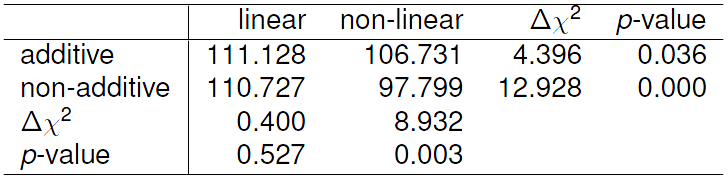 linear non-linear Δχ² p-value
additive 111.128 106.731 4.396 0.036
non-additive 110.727 97.799 12.928 0.000
Δχ² 0.400 8.932
p-value 0.527 0.003